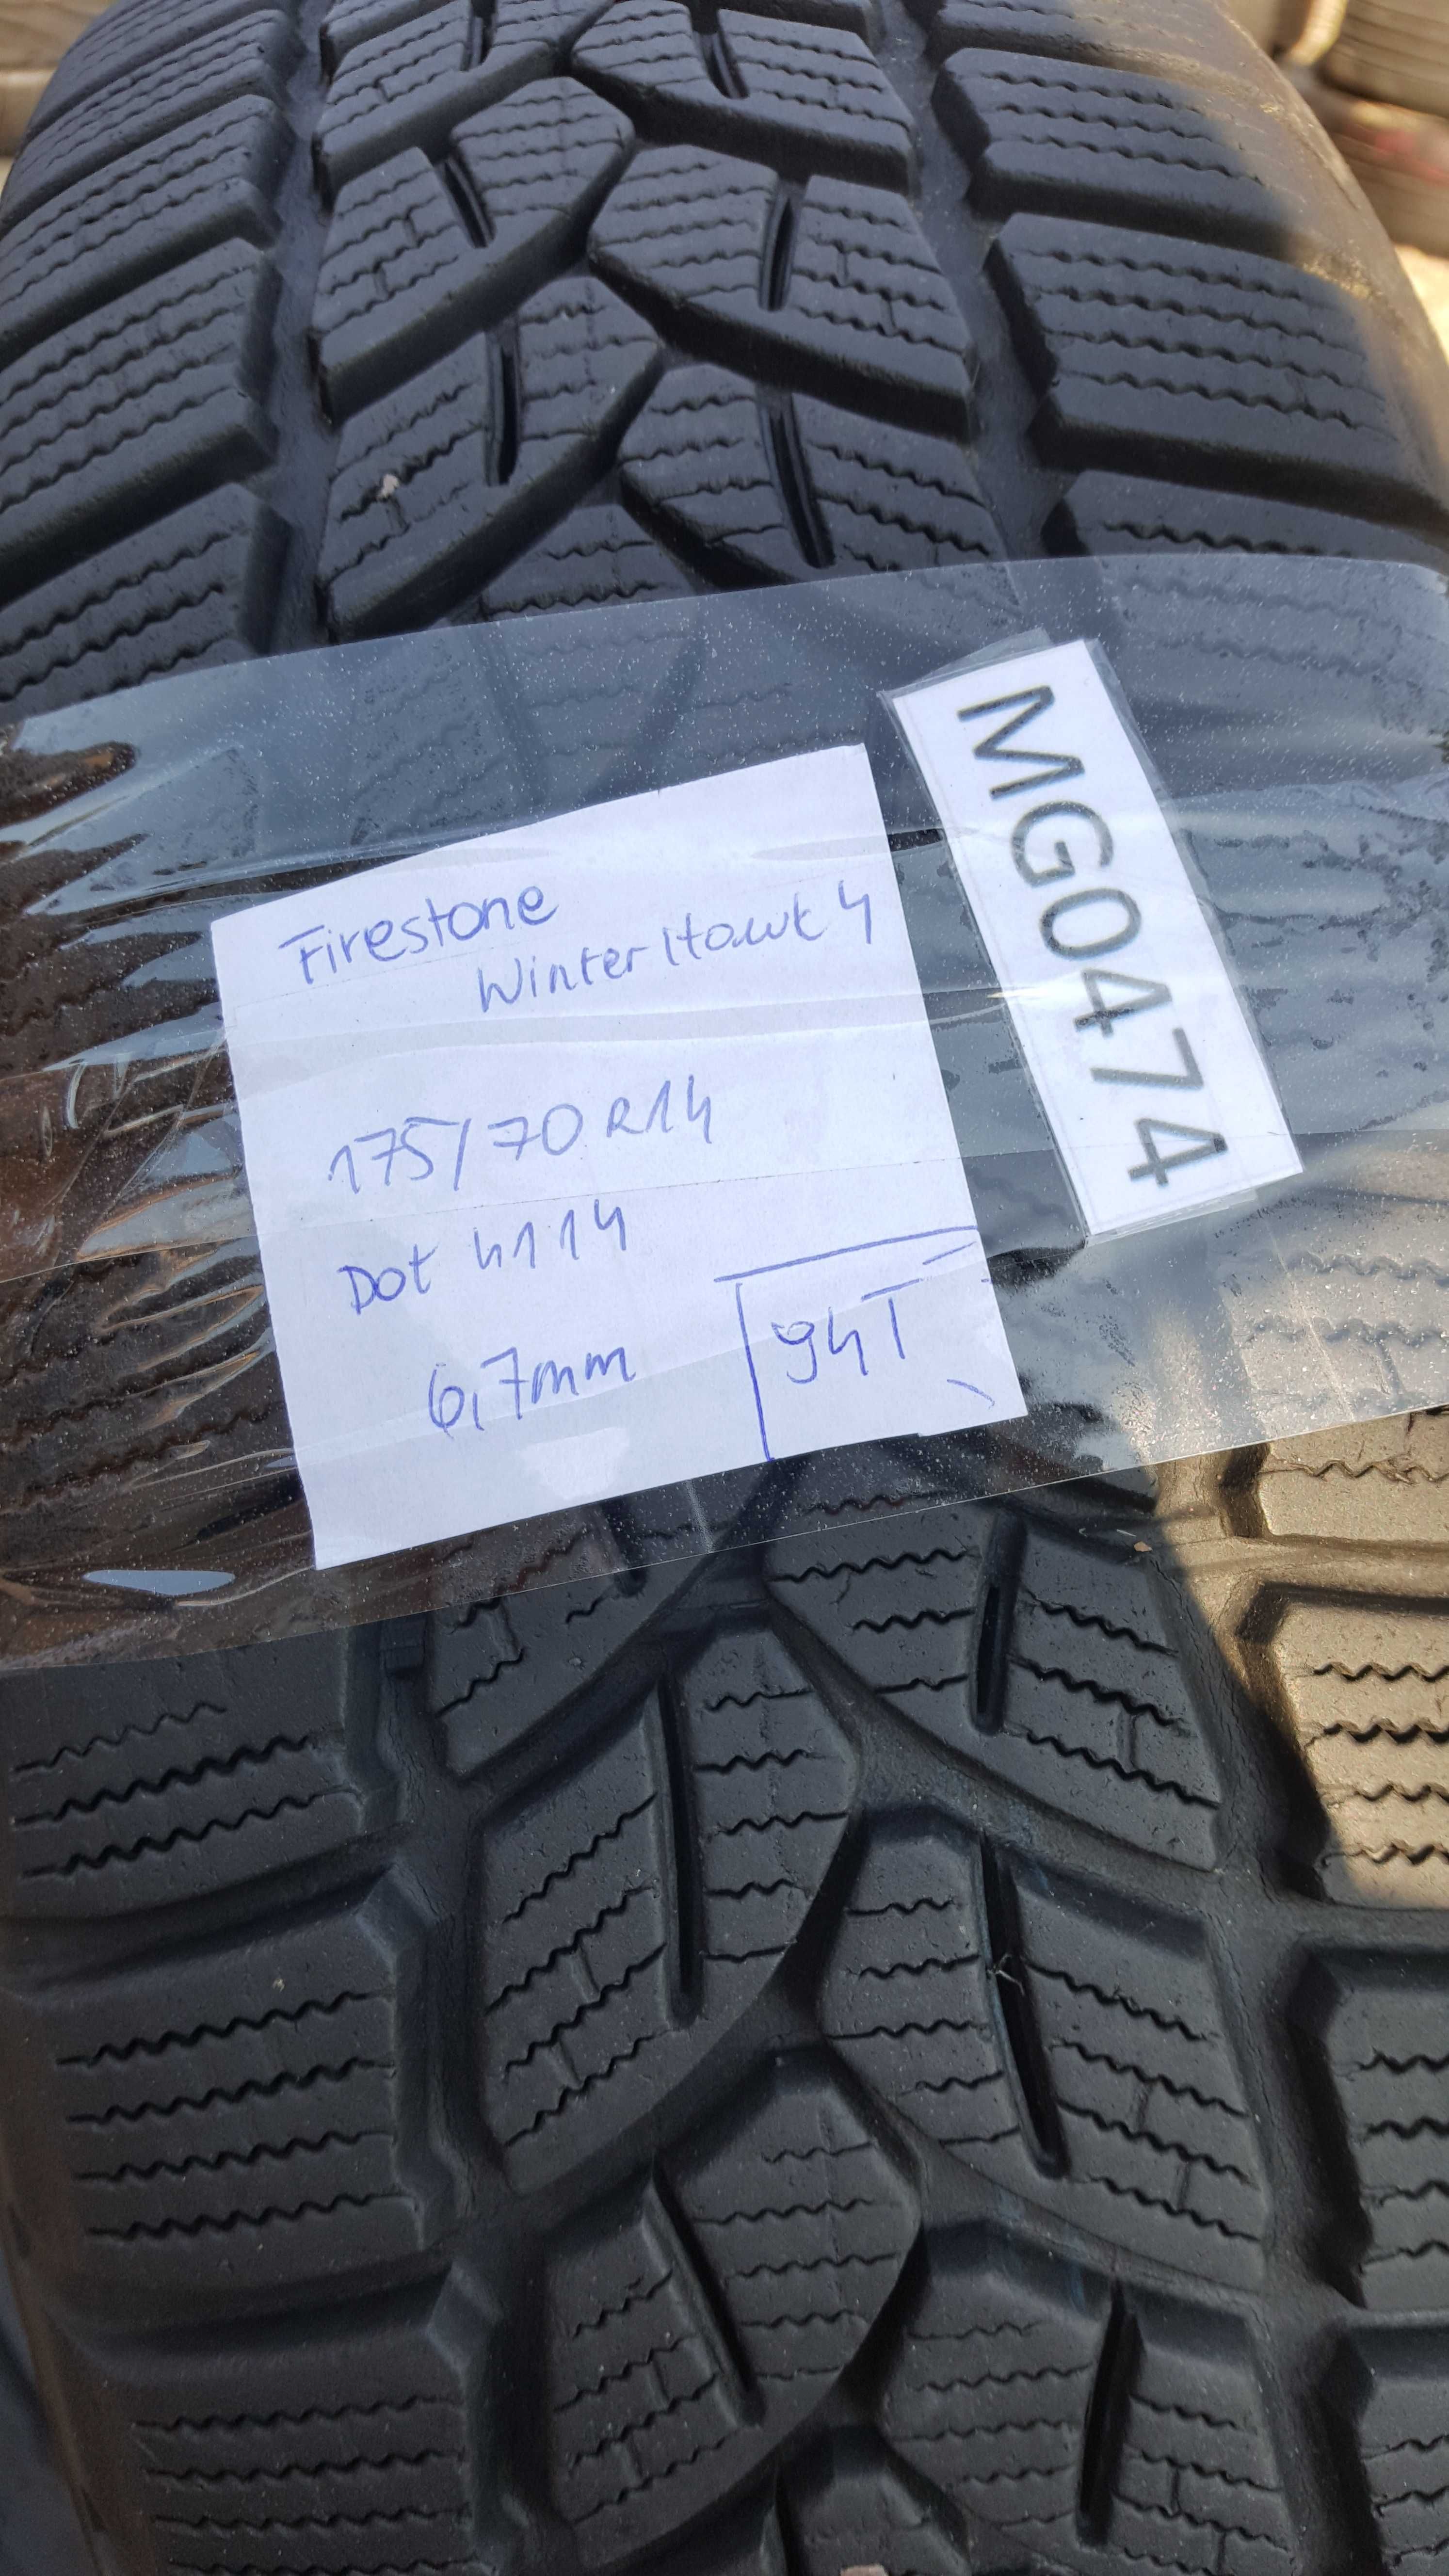 Firestone
Winter Hawk 4
175/70 R14
Dot 4114
6,7mm
94T
MG0474